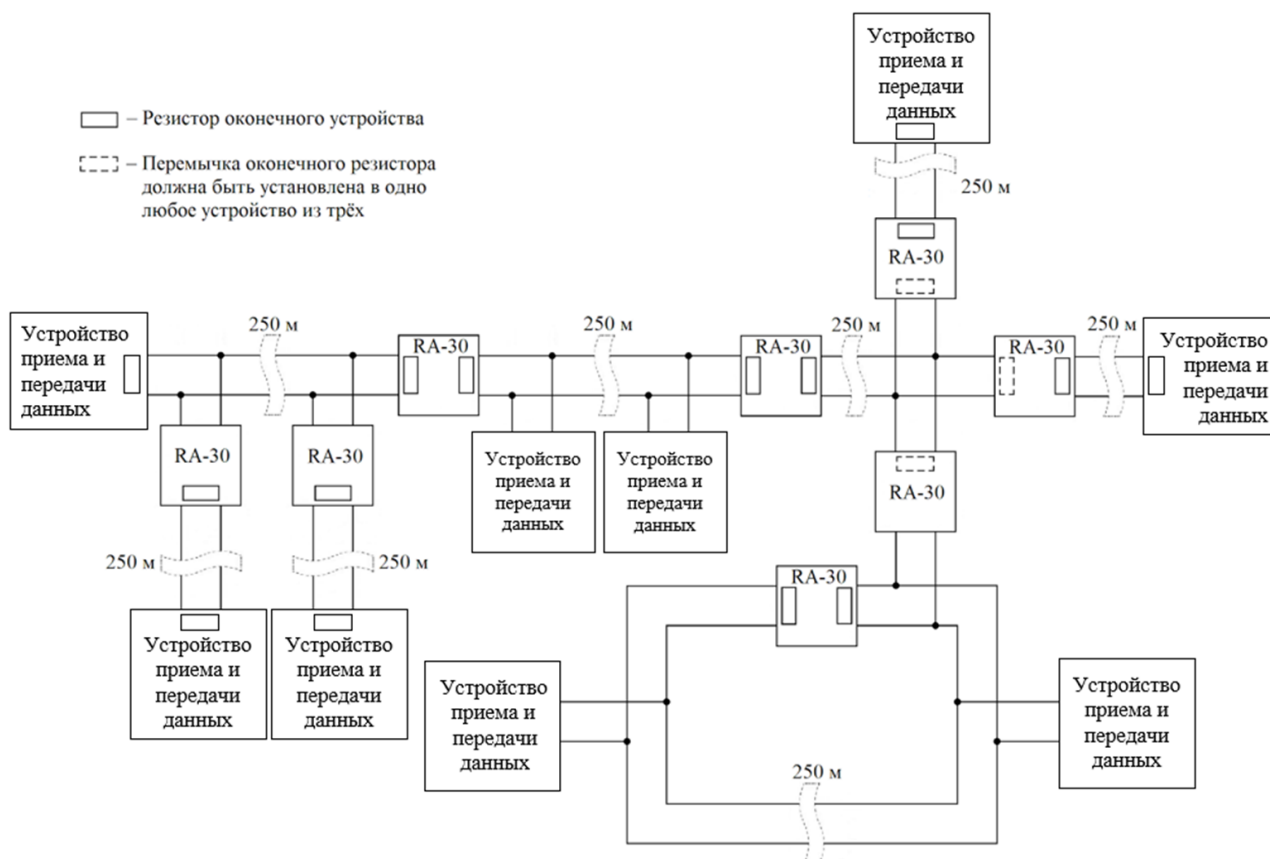 Устройство
приема и
передачи
данных
– Резистор оконечного устройства
– Перемычка оконечного резистора
должна быть установлена в одно
любое устройство из трёх
250 м
RA-30
250 м
250 м
250 м
250 м
Устройство
приема и
передачи
данных
RA-30
RA-30
RA-30
Устройство
приема и
передачи
данных
RA-30
RA-30
Устройство
приема и
передачи
данных
Устройство
приема и
передачи
данных
RA-30
250 м
250 м
RA-30
Устройство
приема и
передачи
данных
Устройство
приема и
передачи
данных
Устройство
приема и
передачи
данных
Устройство
приема и
передачи
данных
250 м